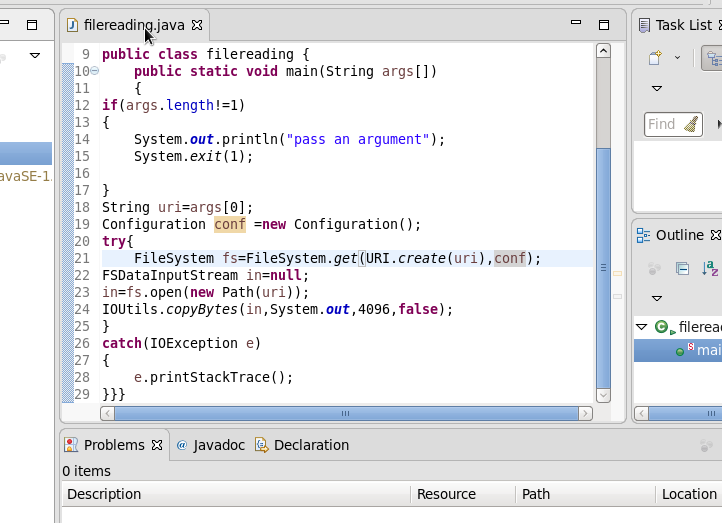 filereading.java
Task List
9 public class filereading {
10 public static void main(String args[])
11 {
12 if(args.length!=1)
13 {
14 System.out.println("pass an argument");
15 System.exit(1);
16
17 }
18 String uri=args[0];
19 Configuration conf =new Configuration();
20 try{
21 FileSystem fs=FileSystem.get(URI.create(uri),conf);
22 FSDataInputStream in=null;
23 in=fs.open(new Path(uri));
24 IOUtils.copyBytes(in,System.out,4096,false);
25 }
26 catch(IOException e)
27 {
28 e.printStackTrace();
29 }}}
avaSE-1.
Find
Outline
fileread
mai
Problems Javadoc Declaration
0 items
Description Resource Path Location